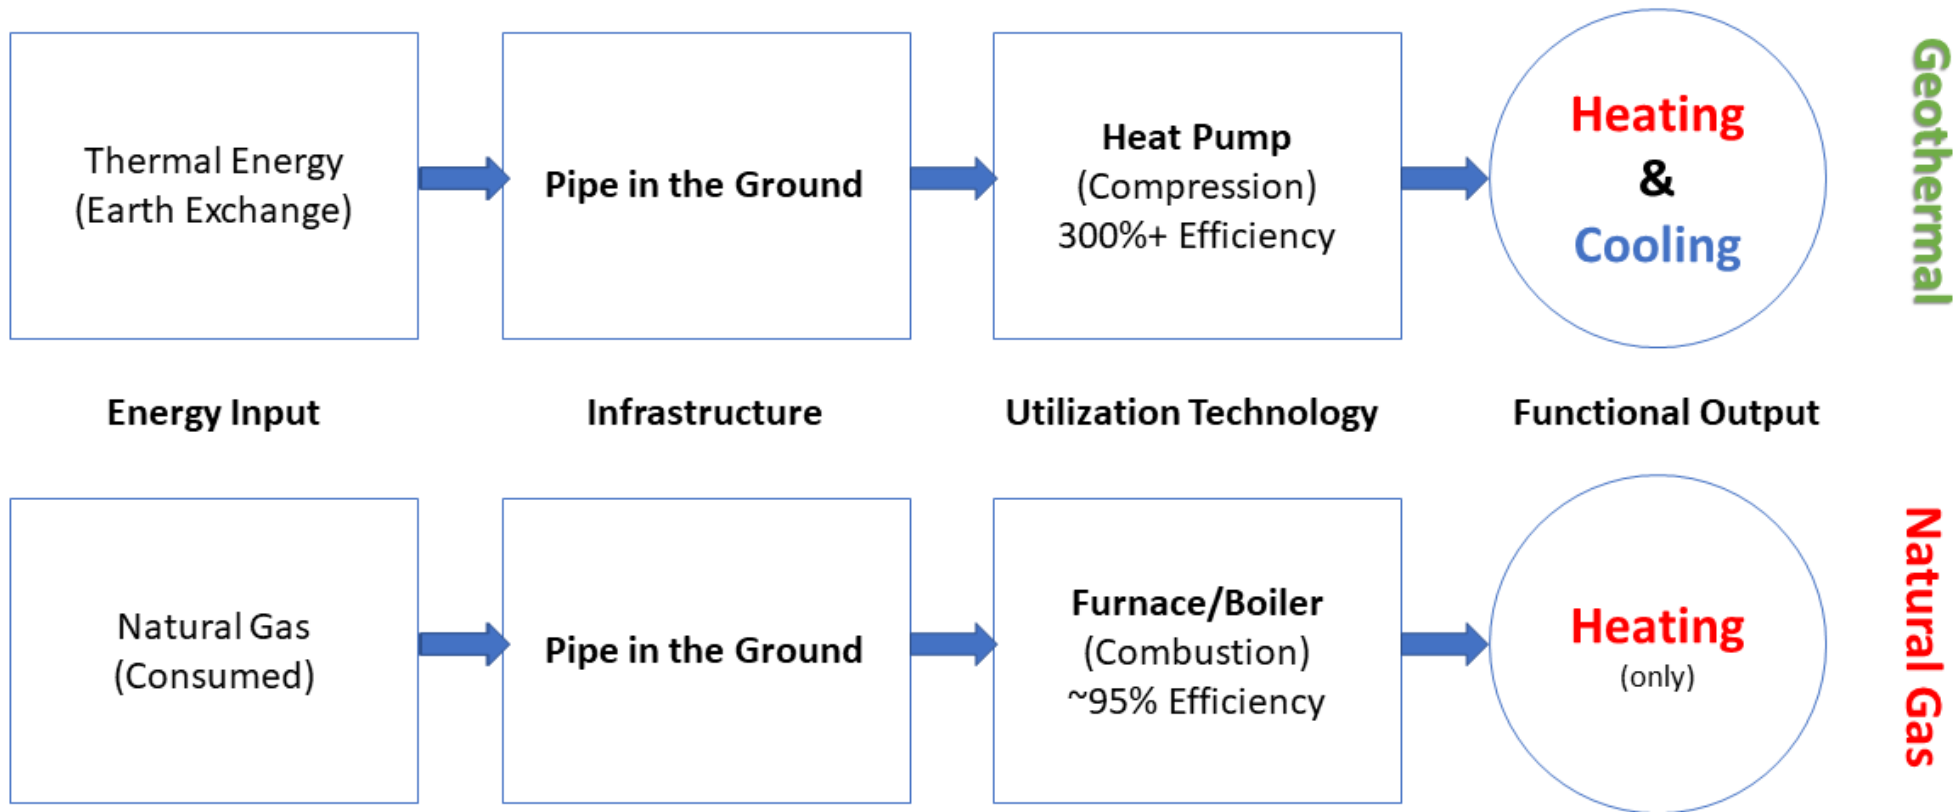 Thermal Energy
(Earth Exchange)
Pipe in the Ground
Heat Pump
(Compression)
300%+ Efficiency
Heating
&
Cooling
Geothermal
Energy Input
Infrastructure
Utilization Technology
Functional Output
Natural Gas
(Consumed)
Pipe in the Ground
Furnace/Boiler
(Combustion)
~95% Efficiency
Heating
(only)
Natural Gas